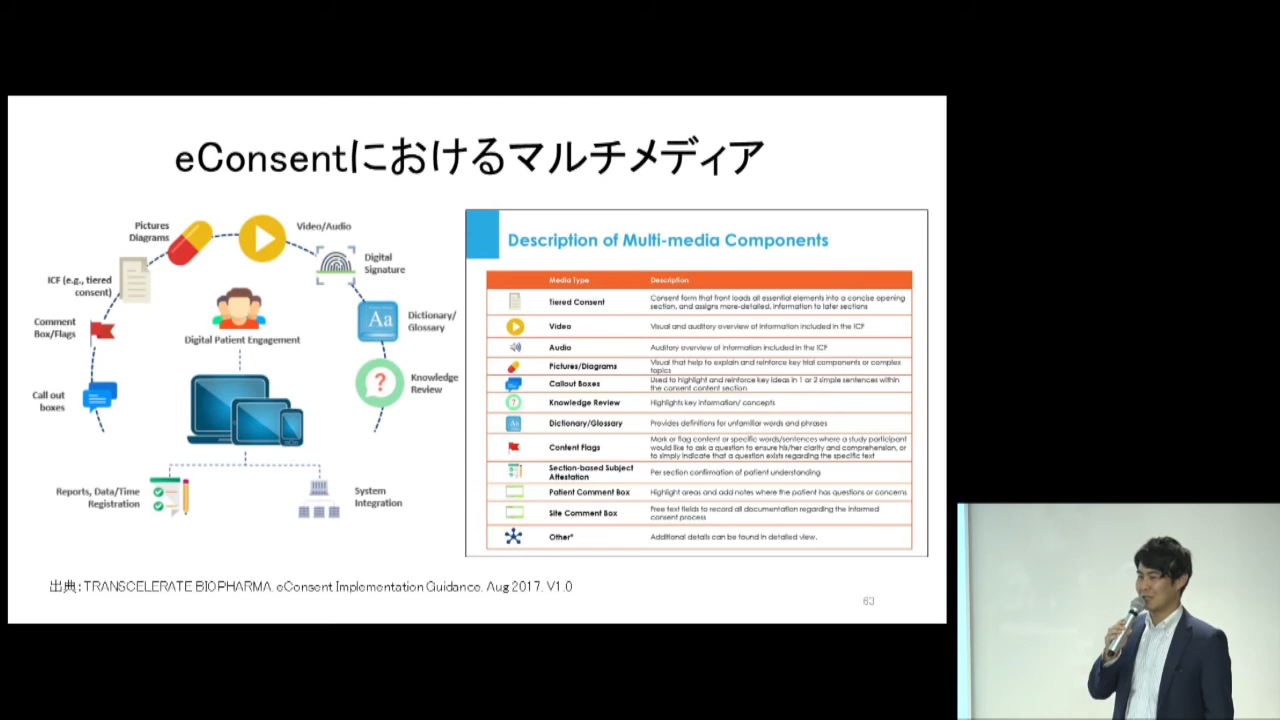 eConsentにおけるマルチメディア
Pictures
Diagrams
Video/Audio
ICF (e.g., tiered
consent)
Digital
Signature
Comment
Box/Flags
Digital Patient Engagement
Aa
Dictionary/
Glossary
?
Knowledge
Review
Call out
boxes
Reports, Data/Time
Registration
System
Integration
Description of Multi-media Components
Media Type Description
Tiered Consent Consent form that front loads all essential elements into a concise opening
section, and assigns more-detailed, information to later sections
Video Visual and auditory overview of information included in the ICF
Audio Auditory overview of information included in the ICF
Pictures/Diagrams Visual that help to explain and reinforce key trial components or complex
topics
Callout Boxes Used to highlight and reinforce key ideas in 1 or 2 simple sentences within
the consent content section
? Knowledge Review Highlights key information/ concepts
Aa Dictionary/Glossary Provides definitions for unfamiliar words and phrases
Content Flags Mark or flag content or specific words/sentences where a study participant
would like to ask a question to ensure his/her clarity and comprehension, or
to simply indicate that a question exists regarding the specific text
Section-based Subject
Attestation Per section confirmation of patient understanding
Patient Comment Box Highlight areas and add notes where the patient has questions or concerns
Site Comment Box Free text fields to record all documentation regarding the informed
consent process
Other* Additional details can be found in detailed view.
出典: TRANSCELERATE BIOPHARMA. eConsent Implementation Guidance. Aug 2017. V1.0
63